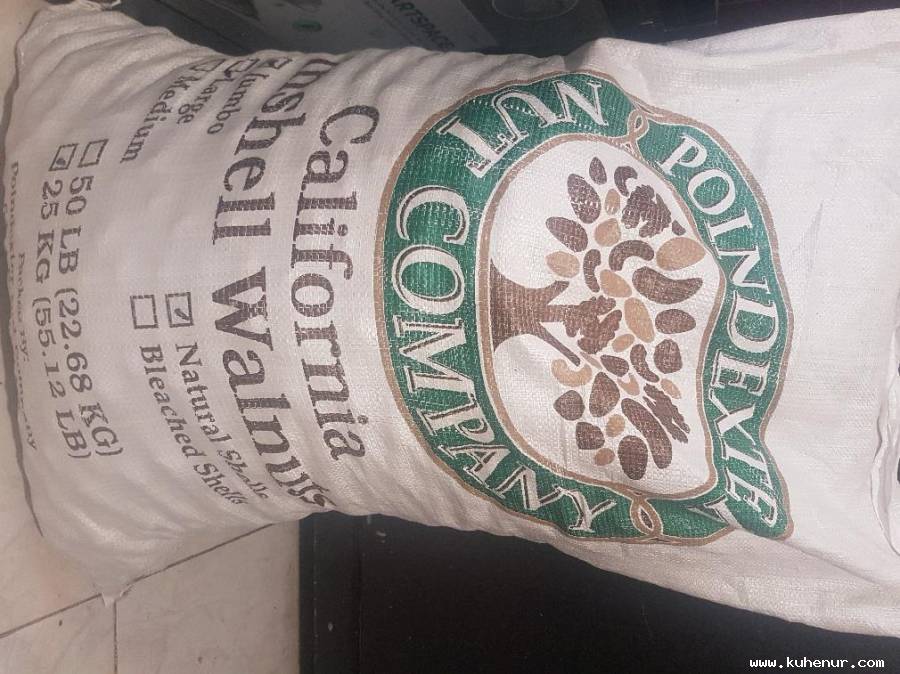 POINDEXTER
NUT COMPANY
California
Inshell Walnuts
Jumbo
Large
Medium
Natural Shells
Bleached Shells
50 LB (22.68 KG)
25 KG (55.12 LB)
ARTSPACE
www.kuhenur.com